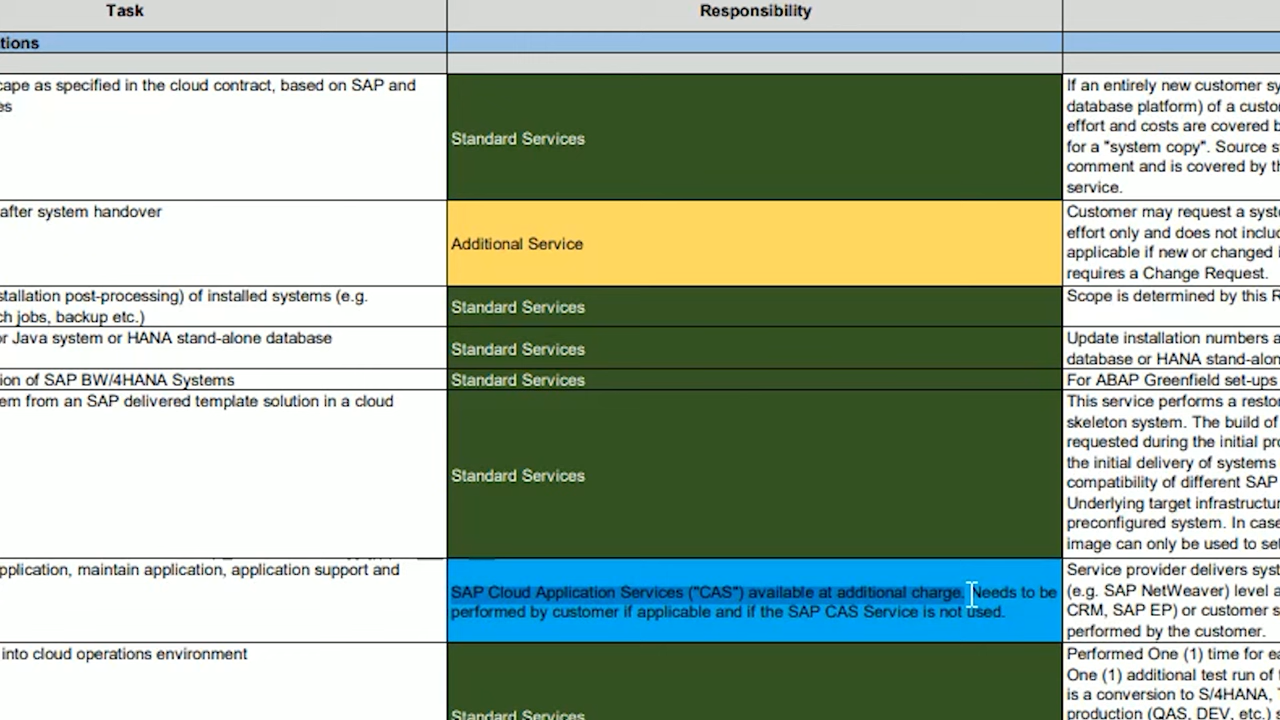 Task
Responsibility
tions
cape as specified in the cloud contract, based on SAP and
es
Standard Services
If an entirely new customer sy
database platform) of a custo
effort and costs are covered b
for a "system copy". Source s
comment and is covered by th
service.
after system handover
Additional Service
Customer may request a syst
effort only and does not inclu
applicable if new or changed i
requires a Change Request.
stallation post-processing) of installed systems (e.g.
ch jobs, backup etc.)
Standard Services
Scope is determined by this R
or Java system or HANA stand-alone database
Standard Services
Update installation numbers a
database or HANA stand-alon
ion of SAP BW/4HANA Systems
Standard Services
For ABAP Greenfield set-ups
em from an SAP delivered template solution in a cloud
Standard Services
This service performs a resto
skeleton system. The build of
requested during the initial pr
the initial delivery of systems
compatibility of different SAP
Underlying target infrastructur
preconfigured system. In case
image can only be used to set
pplication, maintain application, application support and
SAP Cloud Application Services ("CAS") available at additional charge. Needs to be
performed by customer if applicable and if the SAP CAS Service is not used.
Service provider delivers syst
(e.g. SAP NetWeaver) level a
CRM, SAP EP) or customer s
performed by the customer.
into cloud operations environment
Standard Services
Performed One (1) time for ea
One (1) additional test run of
is a conversion to S/4HANA,
production (QAS, DEV, etc.) s